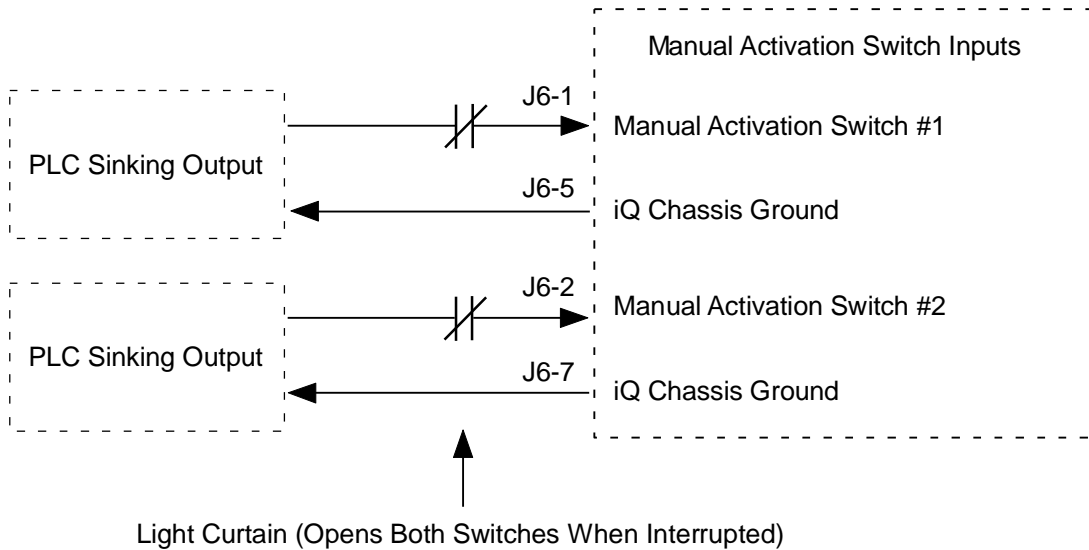 Manual Activation Switch Inputs
J6-1
Manual Activation Switch #1
PLC Sinking Output
J6-5
iQ Chassis Ground
J6-2
Manual Activation Switch #2
PLC Sinking Output
J6-7
iQ Chassis Ground
Light Curtain (Opens Both Switches When Interrupted)